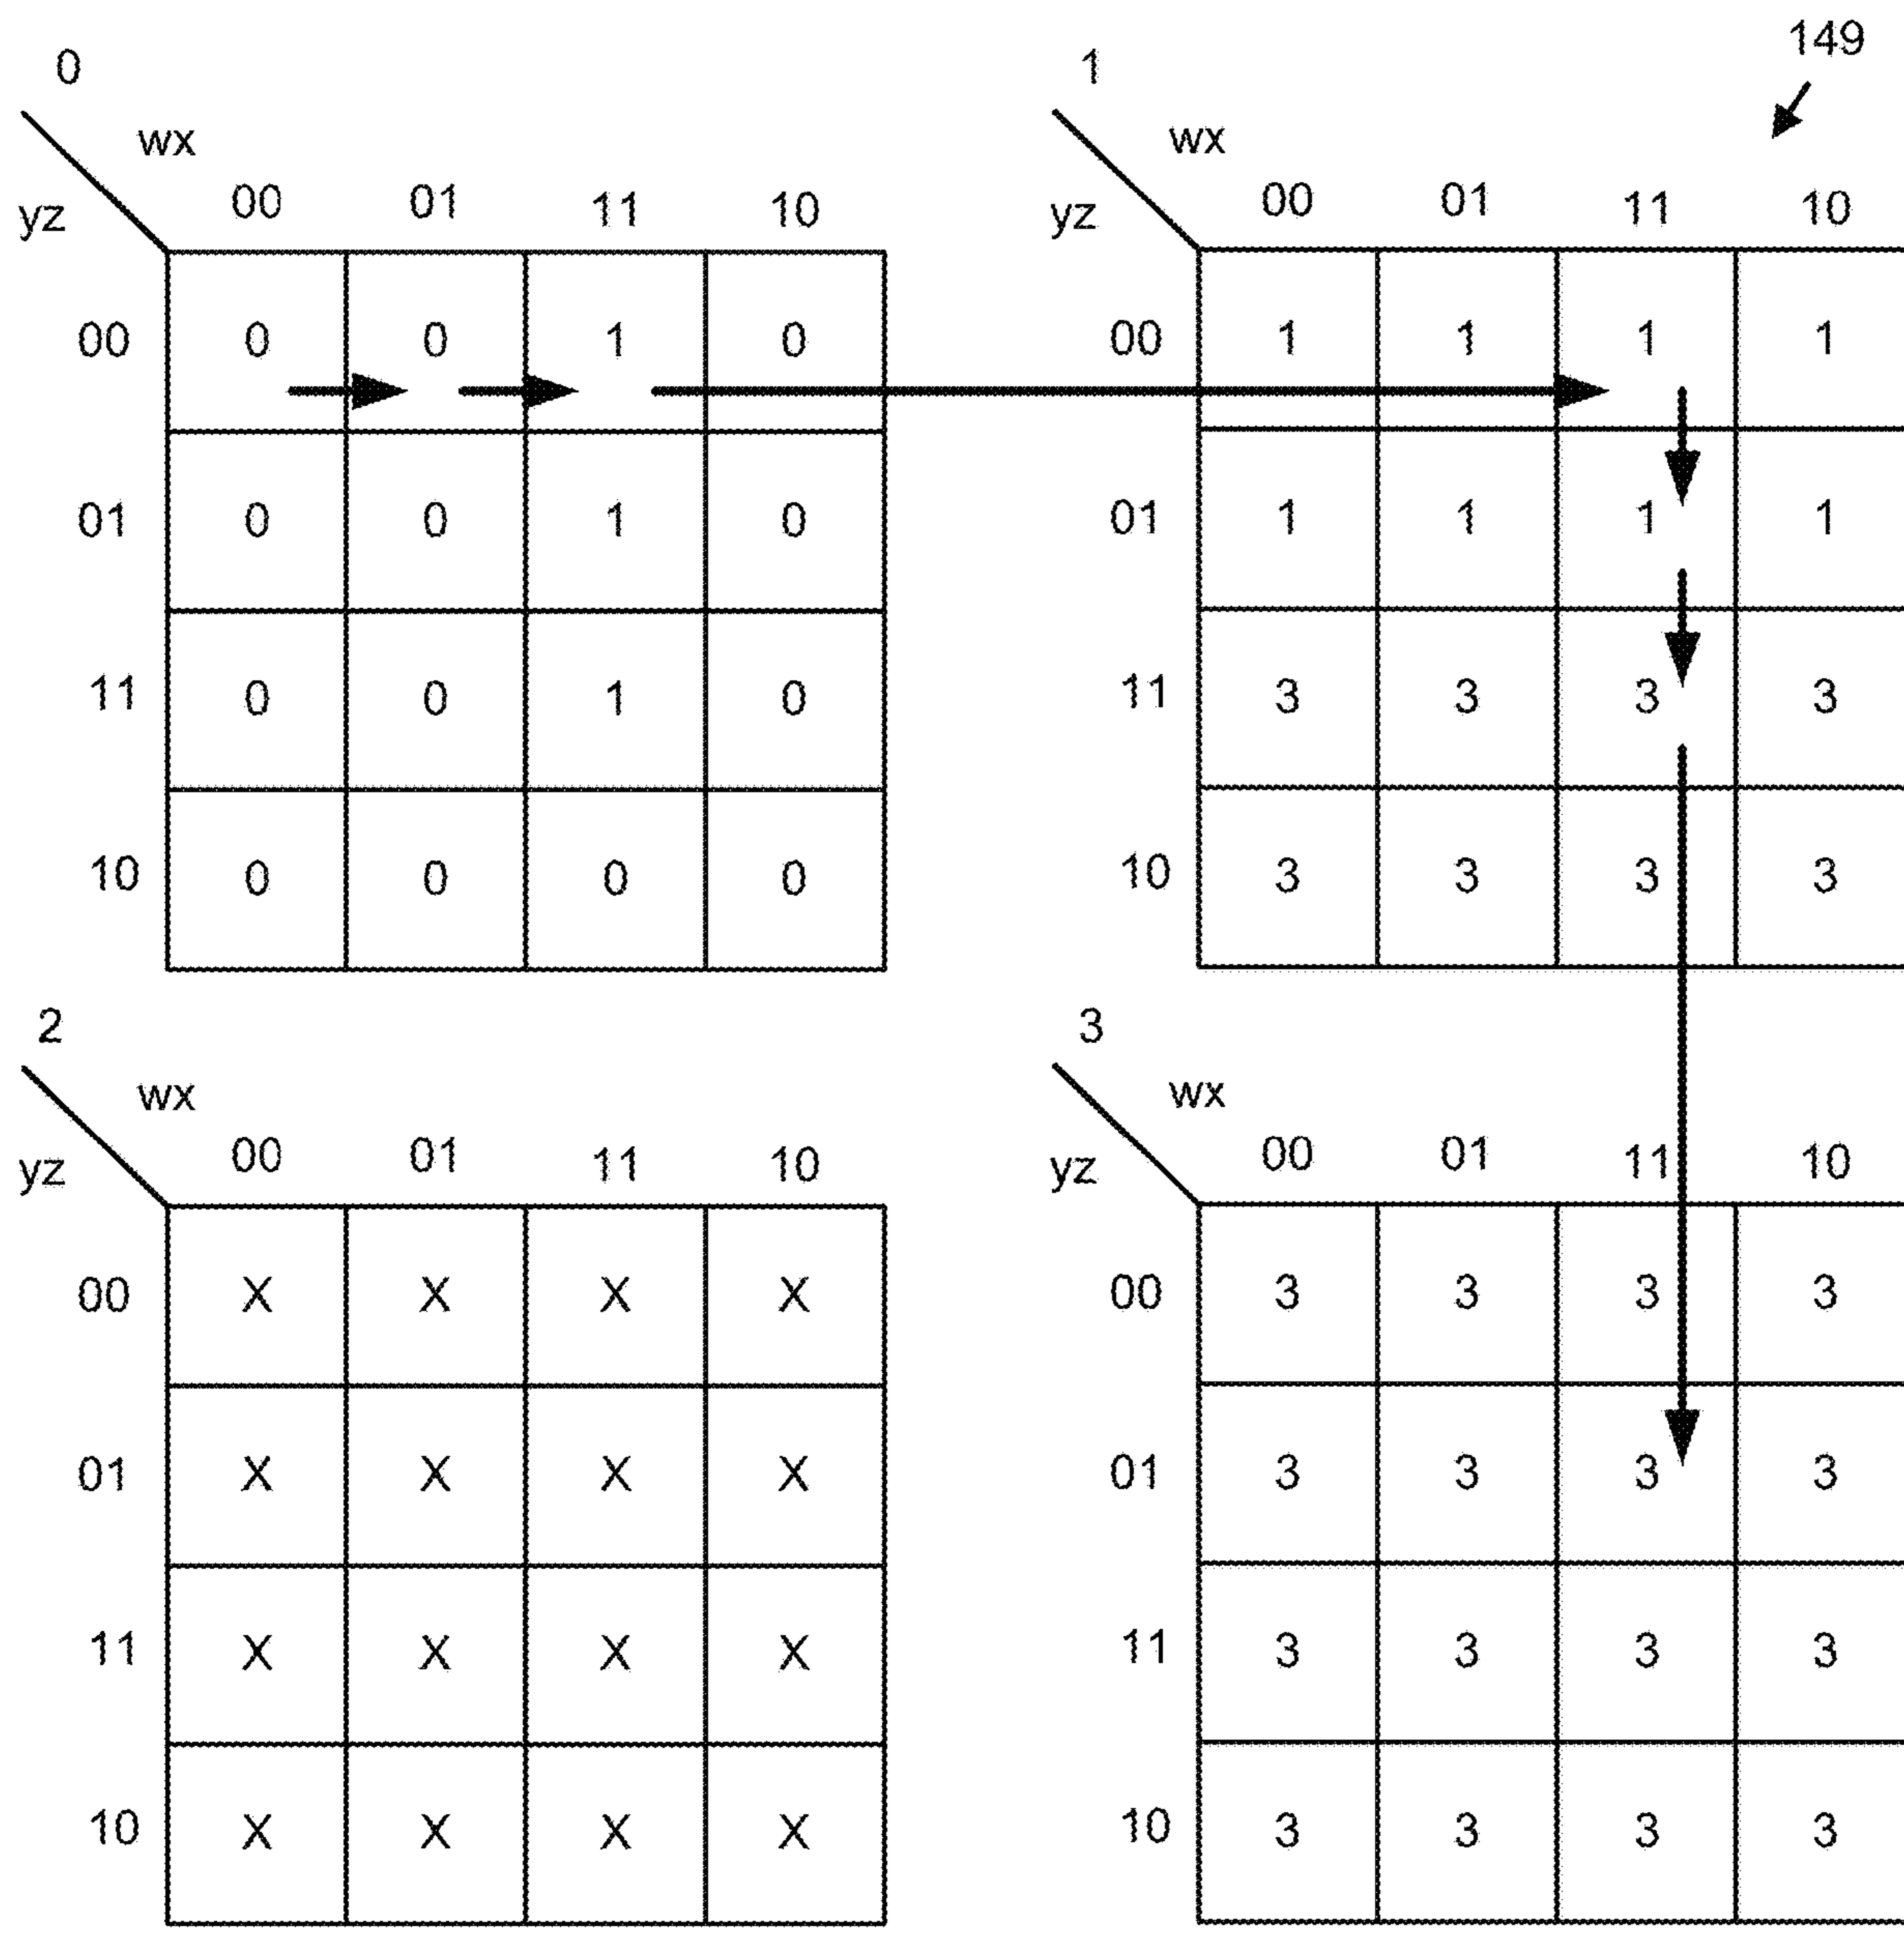 149
0
wx
yz 00 01 11 10
00 0 0 1 0
01 0 0 1 0
11 0 0 1 0
10 0 0 0 0
1
wx
yz 00 01 11 10
00 1 1 1 1
01 1 1 1 1
11 3 3 3 3
10 3 3 3 3
2
wx
yz 00 01 11 10
00 X X X X
01 X X X X
11 X X X X
10 X X X X
3
wx
yz 00 01 11 10
00 3 3 3 3
01 3 3 3 3
11 3 3 3 3
10 3 3 3 3